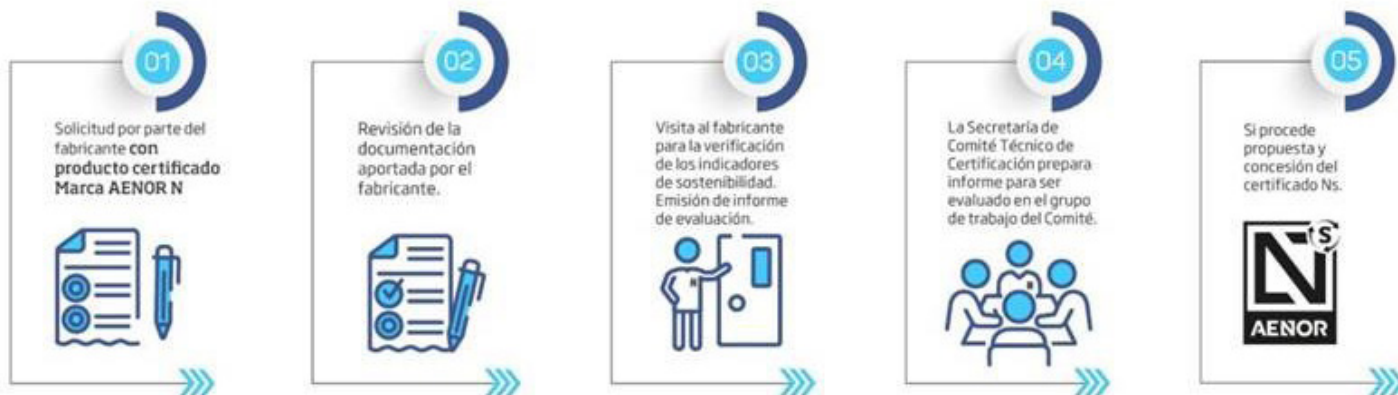 01
Solicitud por parte del
fabricante con
producto certificado
Marca AENOR N
02
Revisión de la
documentación
aportada por el
fabricante.
03
Visita al fabricante
para la verificación
de los indicadores
de sostenibilidad.
Emisión de informe
de evaluación.
04
La Secretaría de
Comité Técnico de
Certificación prepara
informe para ser
evaluado en el grupo
de trabajo del Comité.
05
Si procede
propuesta y
concesión del
certificado Ns.
N S
AENOR